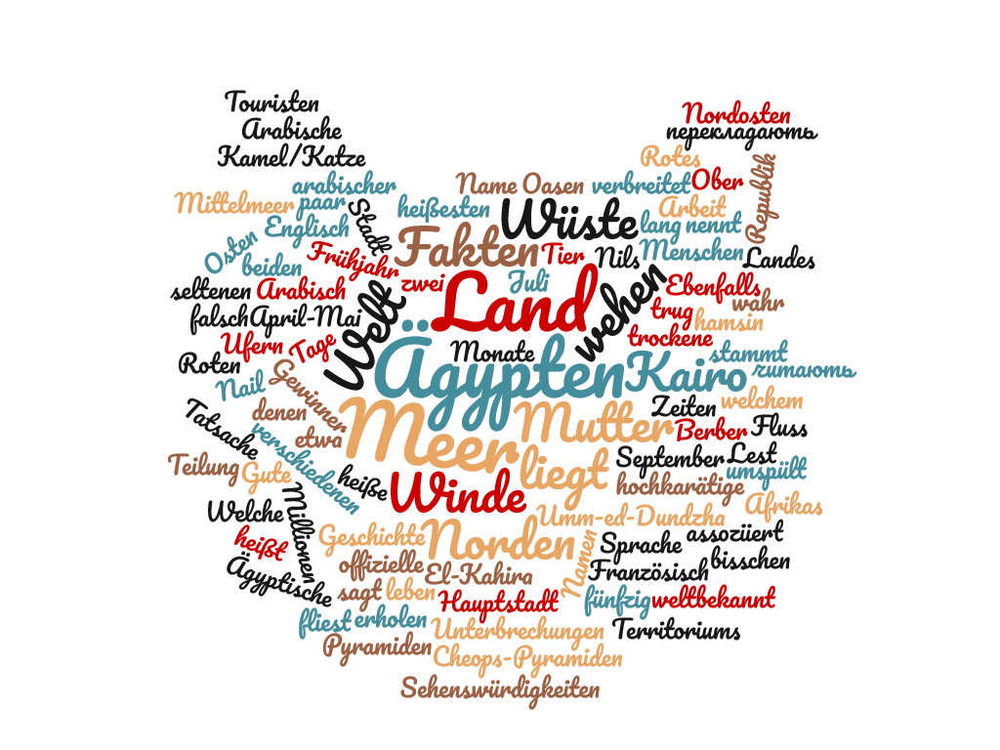 Touristen
Nordosten
Arabische
перекладають
Kamel/Katze
Rotes
Republik
arabischer
Name Oasen
verbreitet
Ober
Mittelmeer
paar
heißesten
Wüste
Arbeit
Stadt
Englisch
lang
nennt
Osten
beiden
Frühjahr
Fakten
Tier
Nils
Menschen
Landes
seltenen
Arabisch
zwei
Land
Juli
wehen
Ebenfalls
wahr
falsch
April-Mai
Welt
trug
hamsin
Ufern
Tage
Monate
trockene
stammt
Roten
Ägypten
Kairo
читають
Nail
Gewinner
denen
Meer
Mutter
Zeiten
welchem
Tatsache
verschiedenen
etwa
Berber
Fluss
Teilung
Gute
heiße
liegt
September
Lest
umspült
Welche
Millionen
Winde
hochkarätige
Afrikas
heißt
Geschichte
Norden
Umm-ed-Dundzha
Sprache
assoziiert
Ägyptische
offizielle
El-Kahira
Namen
Französisch
bisschen
sagt
leben
Hauptstadt
fünfzig
weltbekannt
fliest
erholen
Unterbrechungen
Territoriums
Pyramiden
Cheops-Pyramiden
Sehenswürdigkeiten